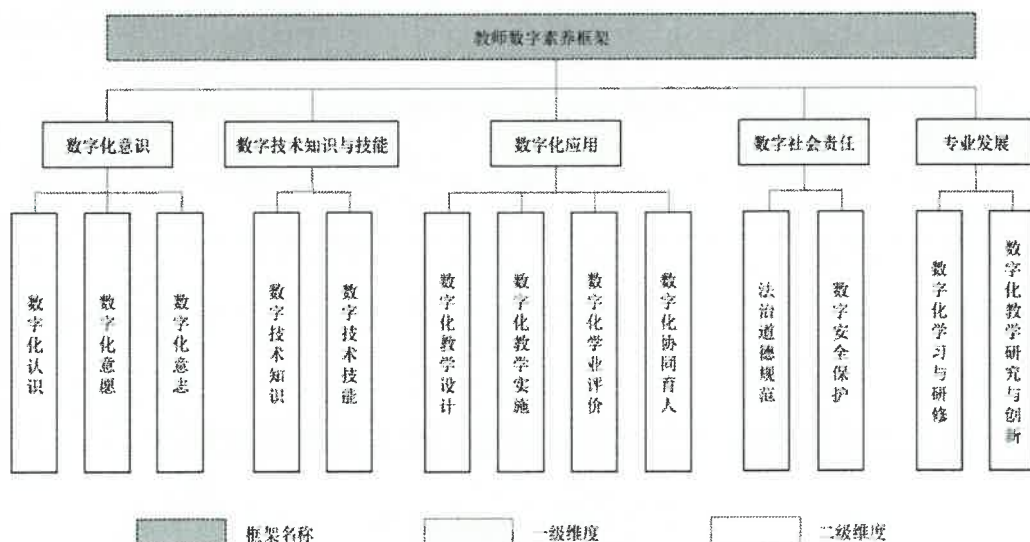 教师数字素养框架
数字化意识
数字技术知识与技能
数字化应用
数字社会责任
专业发展
数字化认识
数字化意愿
数字化意志
数字技术知识
数字技术技能
数字化教学设计
数字化教学实施
数字化学业评价
数字化协同育人
法治道德规范
数字安全保护
数字化学习与研修
数字化教学研究与创新
框架名称
一级维度
二级维度